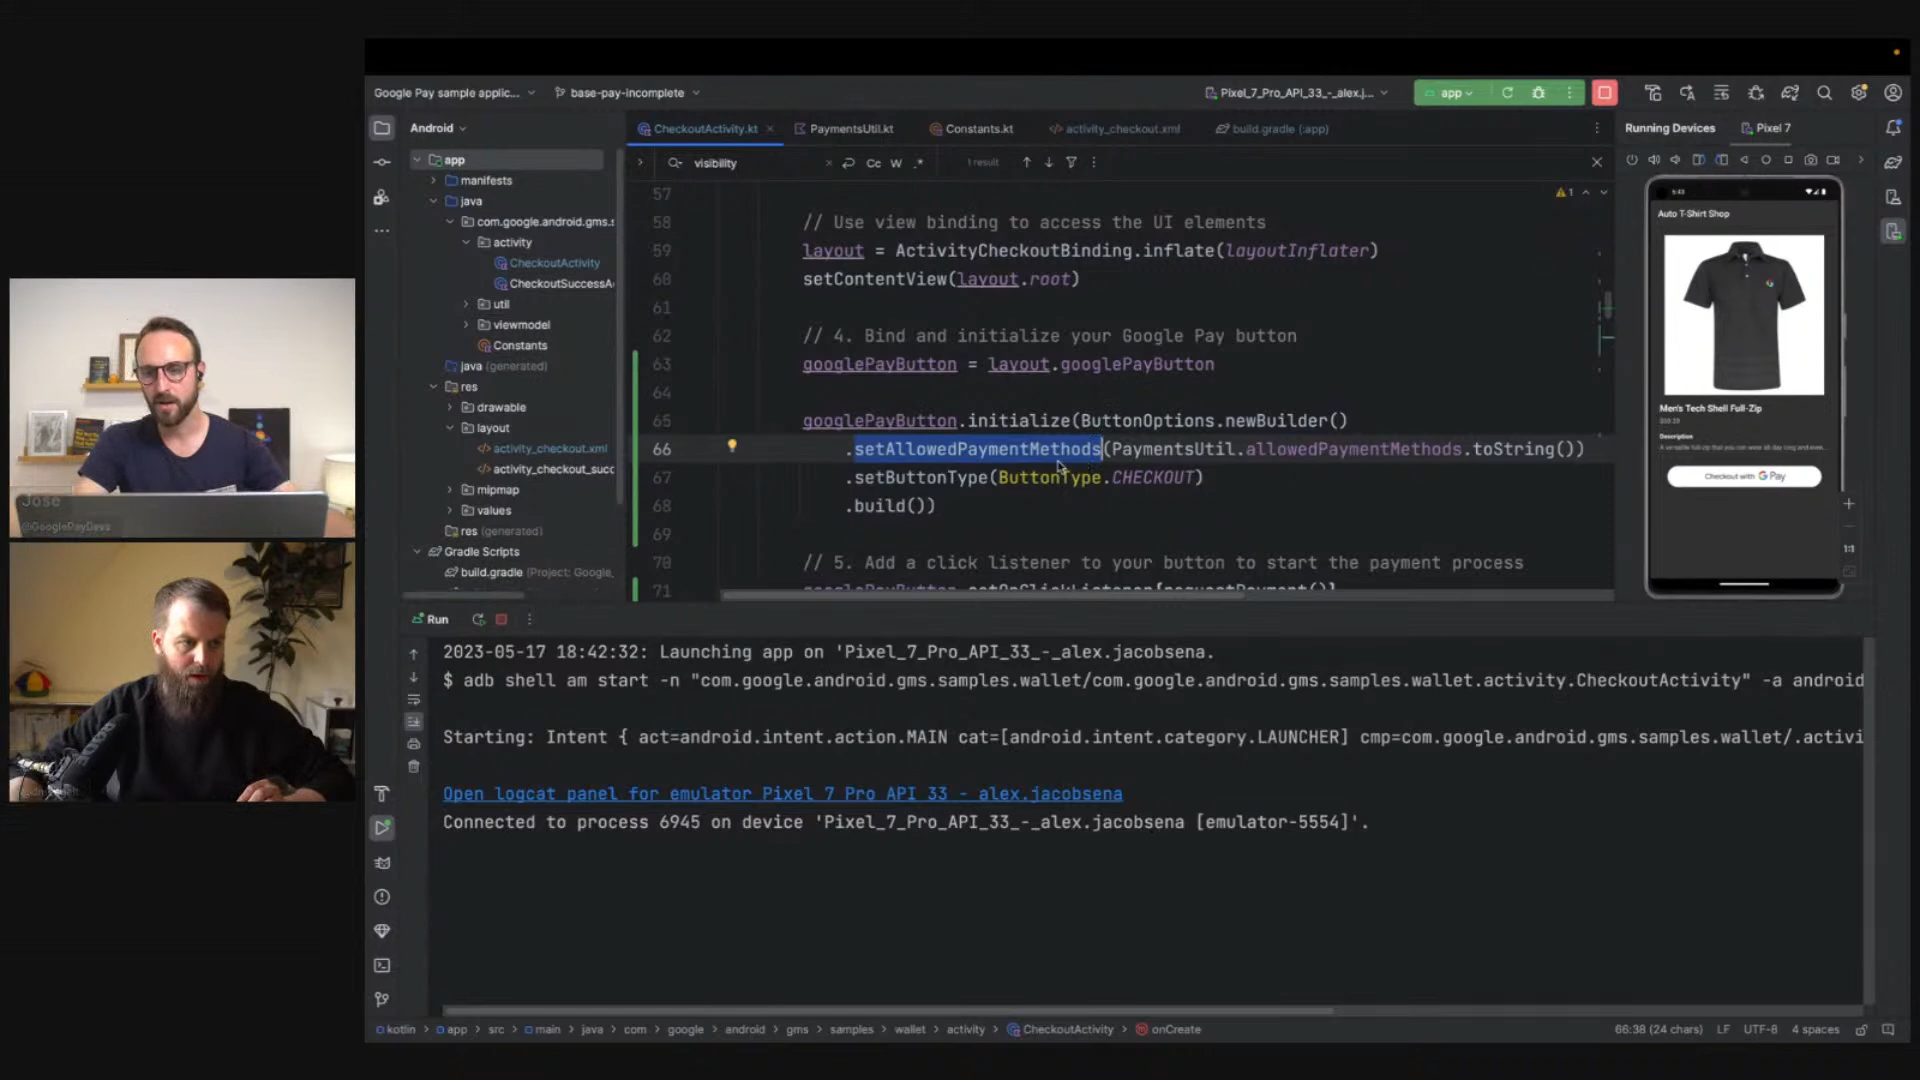 Google Pay sample applic...
base-pay-incomplete
Pixel_7_Pro_API_33_-_alex.j...
app
Android
CheckoutActivity.kt
PaymentsUtil.kt
Constants.kt
activity_checkout.xml
build.gradle (:app)
Running Devices
Pixel 7
visibility
Cc
W
.*
1 result
app
manifests
java
com.google.android.gms.s
activity
CheckoutActivity
CheckoutSuccessA
util
viewmodel
Constants
java (generated)
res
drawable
layout
activity_checkout.xml
activity_checkout_succ
mipmap
values
res (generated)
Gradle Scripts
build.gradle (Project: Google_
57
58 // Use view binding to access the UI elements
59 layout = ActivityCheckoutBinding.inflate(layoutInflater)
60 setContentView(layout.root)
61
62 // 4. Bind and initialize your Google Pay button
63 googlePayButton = layout.googlePayButton
64
65 googlePayButton.initialize(ButtonOptions.newBuilder()
66 .setAllowedPaymentMethods(PaymentsUtil.allowedPaymentMethods.toString())
67 .setButtonType(ButtonType.CHECKOUT)
68 .build())
69
70 // 5. Add a click listener to your button to start the payment process
71 googlePayButton.setOnClickListener{requestPayment()}
1
5:43
Auto T-Shirt Shop
Men's Tech Shell Full-Zip
Description
Checkout with G Pay
1:1
Jose
@GooglePayDevs
Run
2023-05-17 18:42:32: Launching app on 'Pixel_7_Pro_API_33_-_alex.jacobsena.
$ adb shell am start -n "com.google.android.gms.samples.wallet/com.google.android.gms.samples.wallet.activity.CheckoutActivity" -a android
Starting: Intent { act=android.intent.action.MAIN cat=[android.intent.category.LAUNCHER] cmp=com.google.android.gms.samples.wallet/.activi
Open logcat panel for emulator Pixel 7 Pro API 33 - alex.jacobsena
Connected to process 6945 on device 'Pixel_7_Pro_API_33_-_alex.jacobsena [emulator-5554]'.
kotlin > app > src > main > java > com > google > android > gms > samples > wallet > activity > CheckoutActivity > onCreate
66:38 (24 chars)
LF
UTF-8
4 spaces